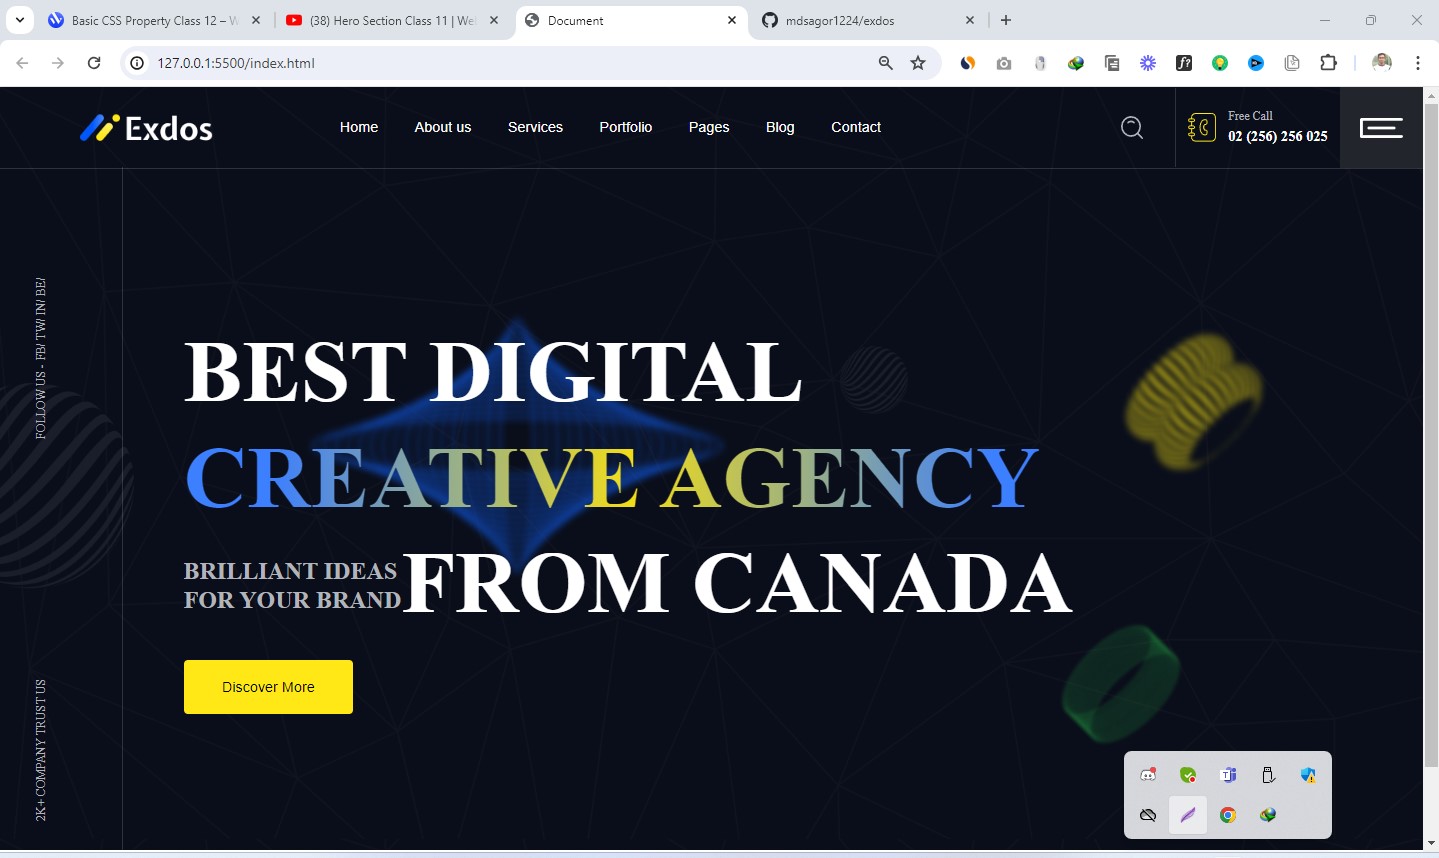 Basic CSS Property Class 12 – W
(38) Hero Section Class 11 | Web
Document
mdsagor1224/exdos
127.0.0.1:5500/index.html
Exdos
Home
About us
Services
Portfolio
Pages
Blog
Contact
Free Call
02 (256) 256 025
FOLLOW US - FB/ TW/ IN/ BE/
2K+ COMPANY TRUST US
BEST DIGITAL
CREATIVE AGENCY
BRILLIANT IDEAS
FOR YOUR BRAND
FROM CANADA
Discover More